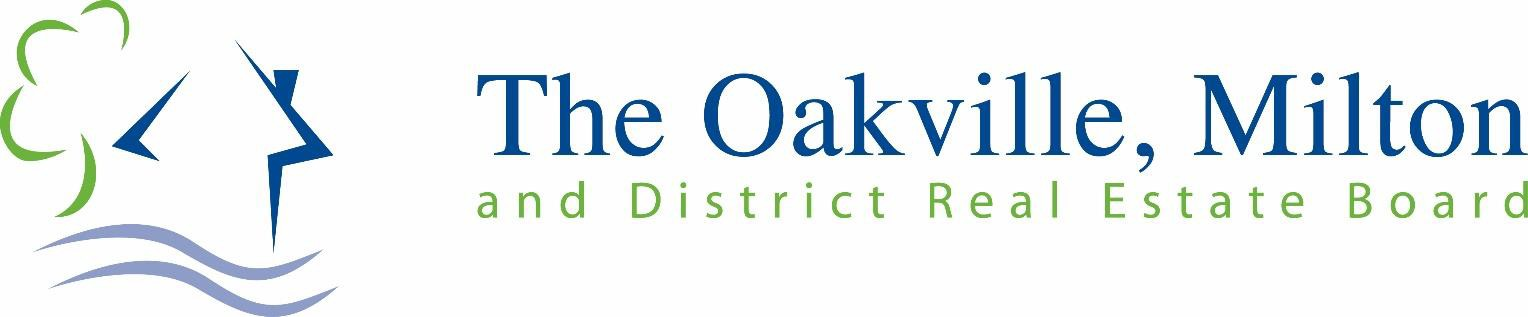 The Oakville, Milton
and District Real Estate Board